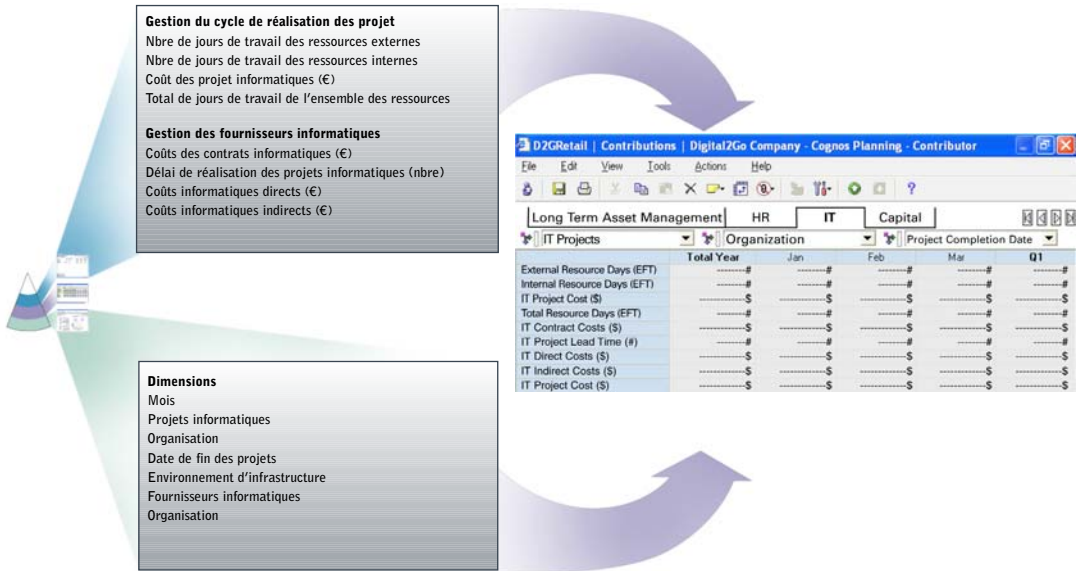 Gestion du cycle de réalisation des projet
Nbre de jours de travail des ressources externes
Nbre de jours de travail des ressources internes
Coût des projet informatiques (€)
Total de jours de travail de l'ensemble des ressources
Gestion des fournisseurs informatiques
Coûts des contrats informatiques (€)
Délai de réalisation des projets informatiques (nbre)
Coûts informatiques directs (€)
Coûts informatiques indirects (€)
Dimensions
Mois
Projets informatiques
Organisation
Date de fin des projets
Environnement d'infrastructure
Fournisseurs informatiques
Organisation
D2GRetail | Contributions | Digital2Go Company - Cognos Planning - Contributor
File Edit View Tools Actions Help
Long Term Asset Management HR IT Capital
IT Projects Organization Project Completion Date
Total Year Jan Feb Mar Q1
External Resource Days (EFT) --------# --------# --------# --------# --------#
Internal Resource Days (EFT) --------# --------# --------# --------# --------#
IT Project Cost ($) -----------$ -----------$ -----------$ -----------$ -----------$
Total Resource Days (EFT) --------# --------# --------# --------# --------#
IT Contract Costs ($) -----------$ -----------$ -----------$ -----------$ -----------$
IT Project Lead Time (#) --------# --------# --------# --------# --------#
IT Direct Costs ($) -----------$ -----------$ -----------$ -----------$ -----------$
IT Indirect Costs ($) -----------$ -----------$ -----------$ -----------$ -----------$
IT Project Cost ($) -----------$ -----------$ -----------$ -----------$ -----------$